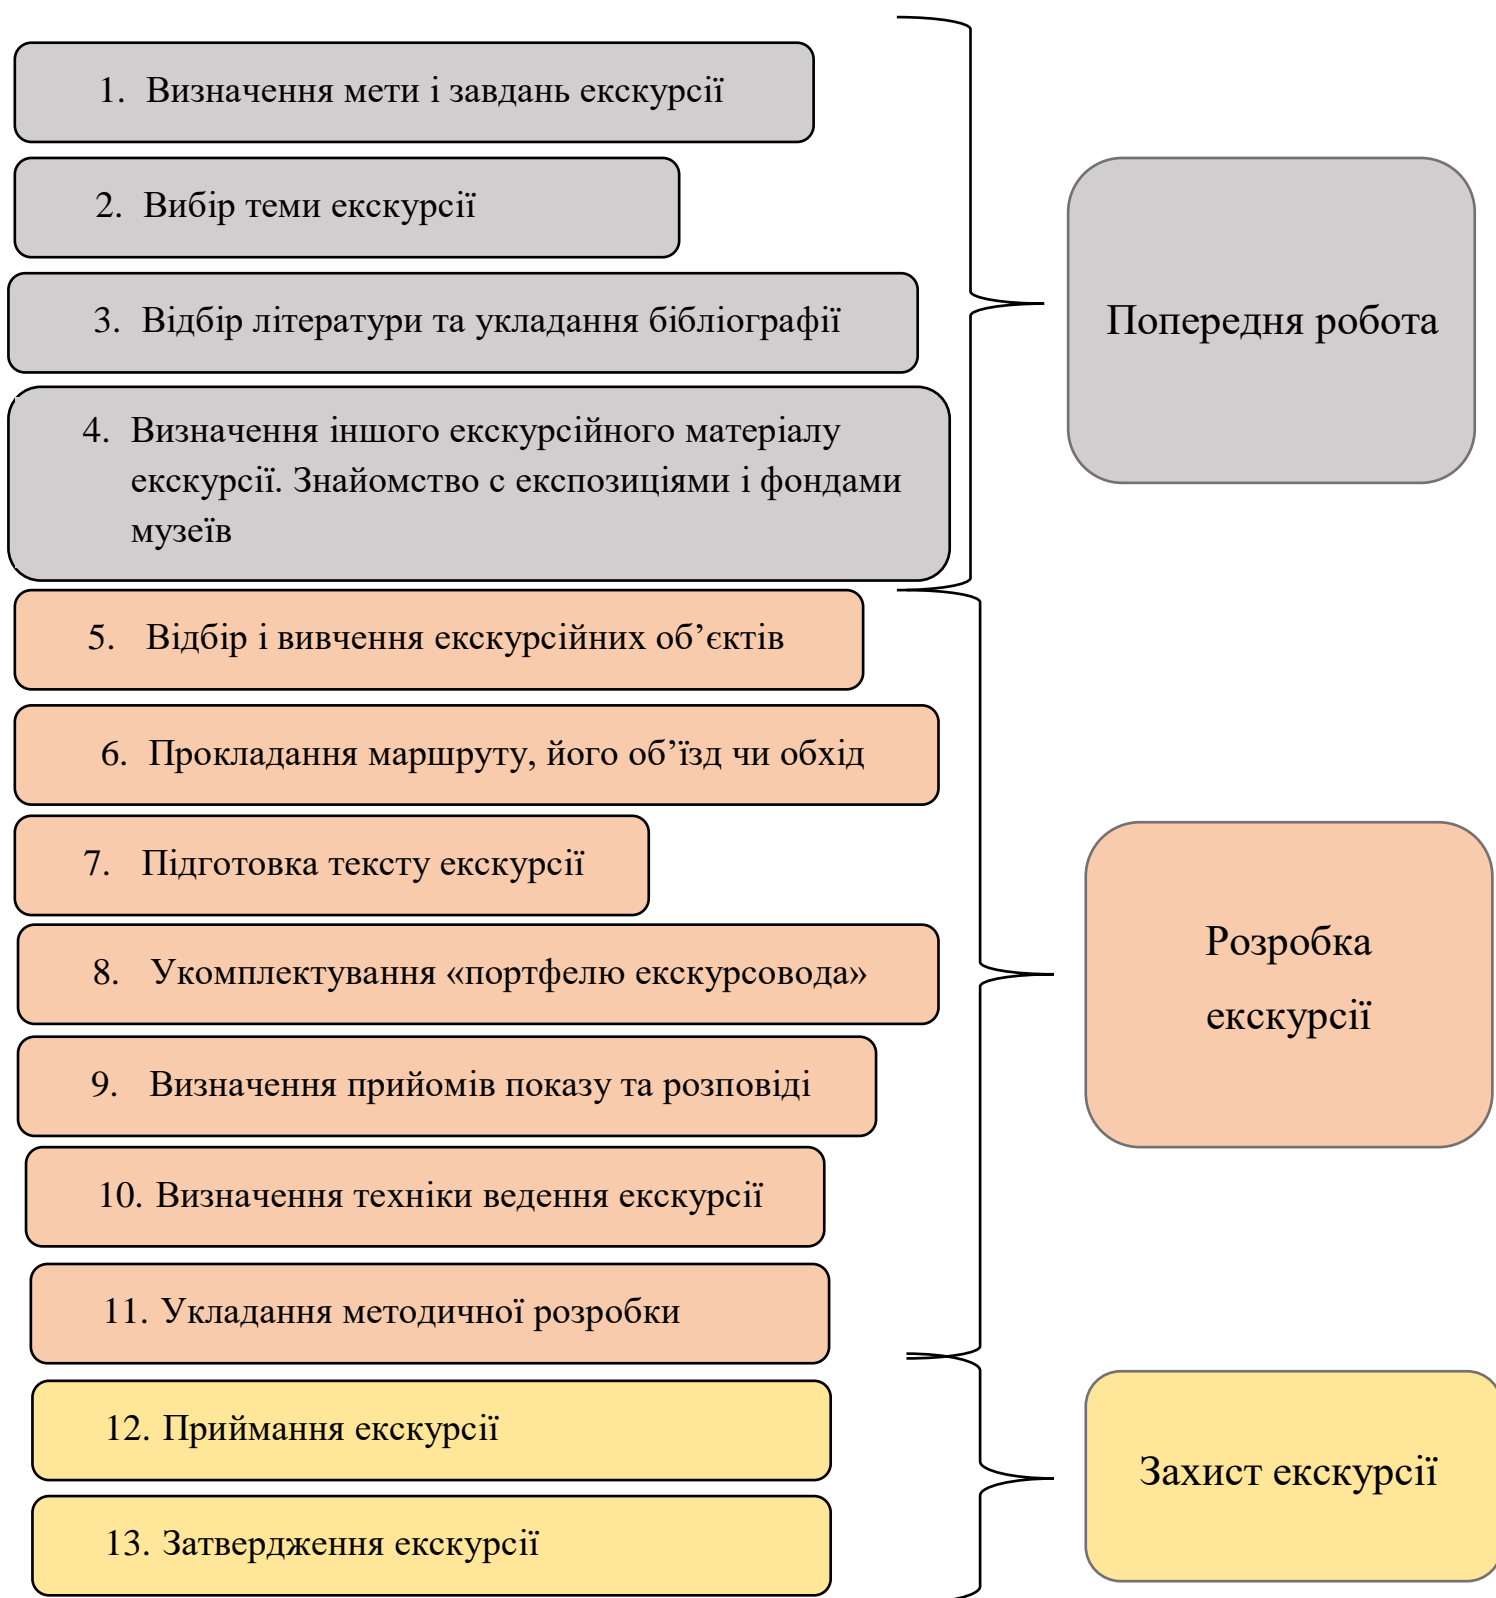 1. Визначення мети і завдань екскурсії
2. Вибір теми екскурсії
3. Відбір літератури та укладання бібліографії
4. Визначення іншого екскурсійного матеріалу
екскурсії. Знайомство с експозиціями і фондами
музеїв
Попередня робота
5. Відбір і вивчення екскурсійних об’єктів
6. Прокладання маршруту, його об’їзд чи обхід
7. Підготовка тексту екскурсії
8. Укомплектування «портфелю екскурсовода»
9. Визначення прийомів показу та розповіді
10. Визначення техніки ведення екскурсії
11. Укладання методичної розробки
Розробка
екскурсії
12. Приймання екскурсії
13. Затвердження екскурсії
Захист екскурсії